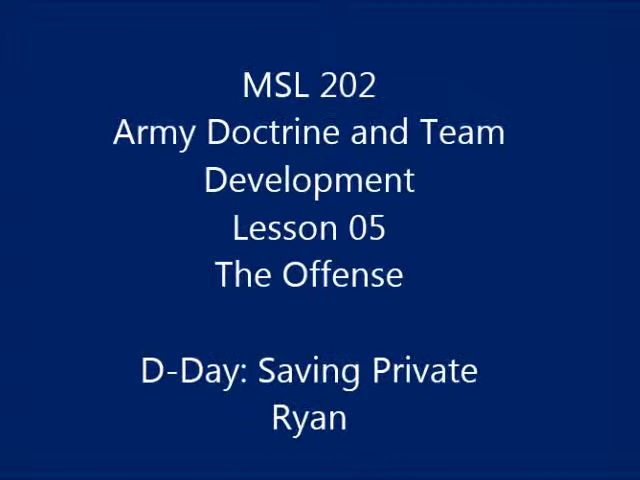 MSL 202
Army Doctrine and Team
Development
Lesson 05
The Offense
D-Day: Saving Private
Ryan